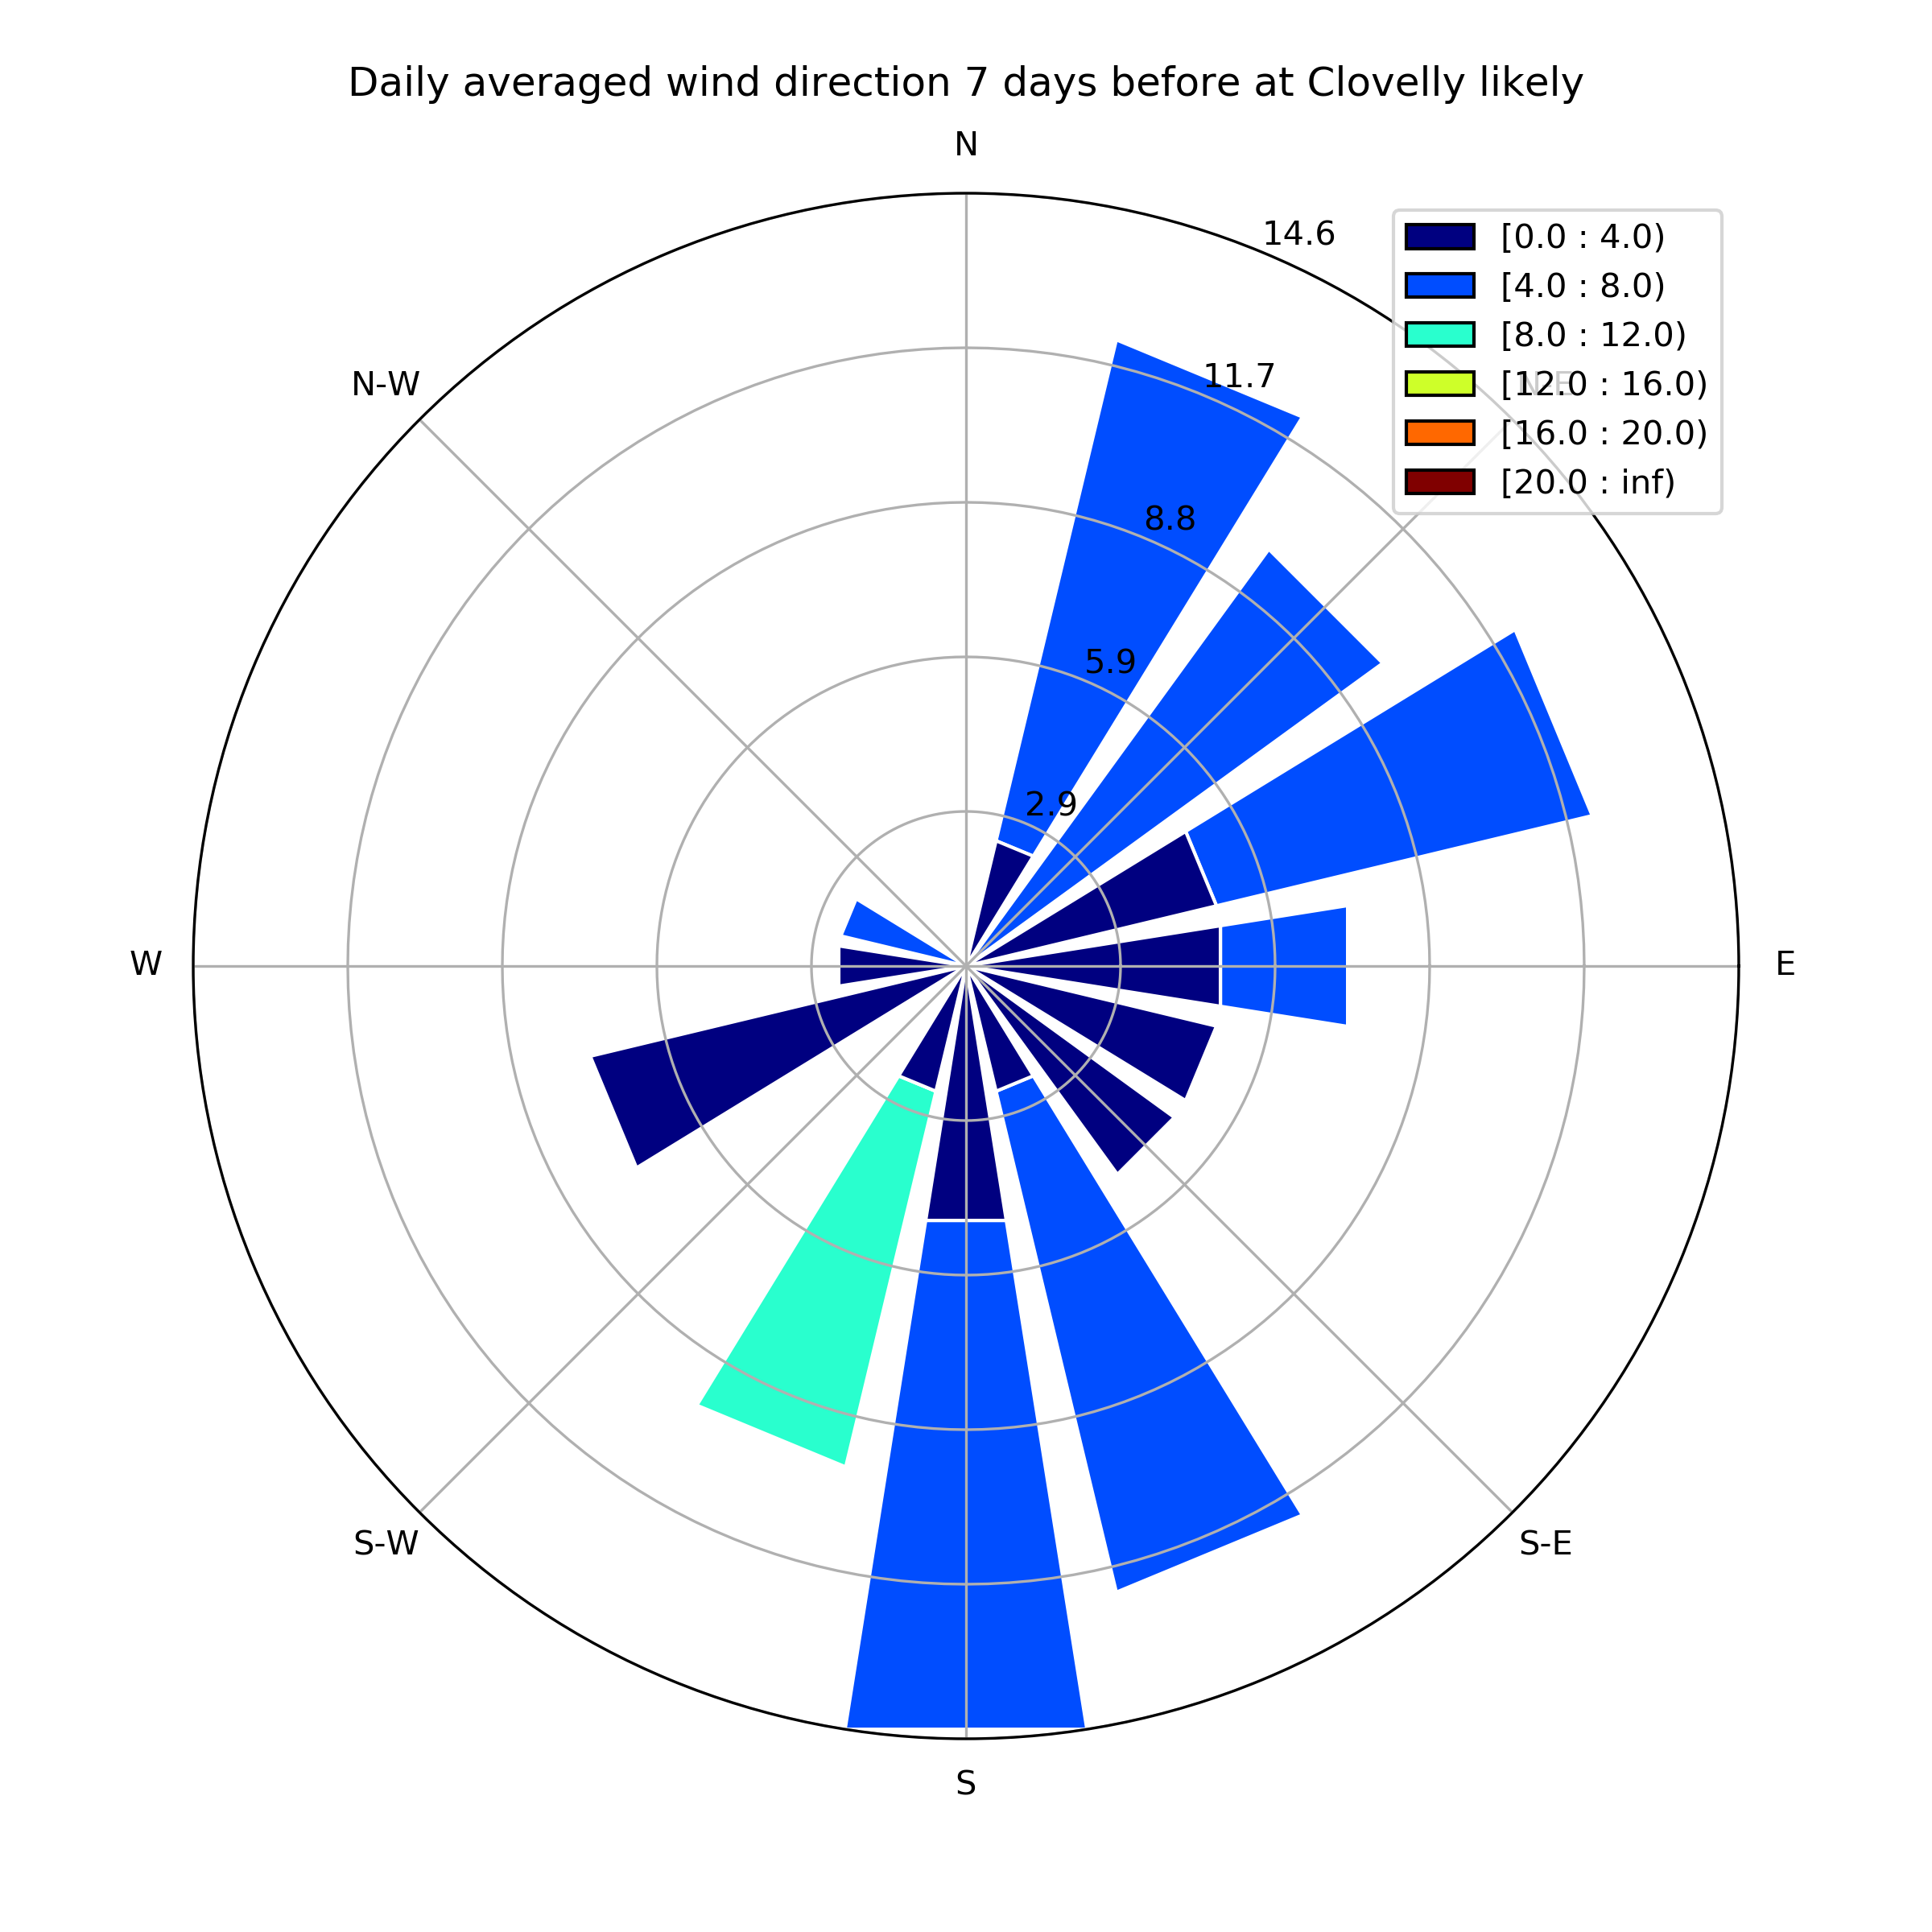 Daily averaged wind direction 7 days before at Clovelly likely
N
14.6
[0.0 : 4.0)
[4.0 : 8.0)
[8.0 : 12.0)
N-W
11.7
N-E
[12.0 : 16.0)
[16.0 : 20.0)
[20.0 : inf)
8.8
5.9
2.9
W
E
S-W
S-E
S